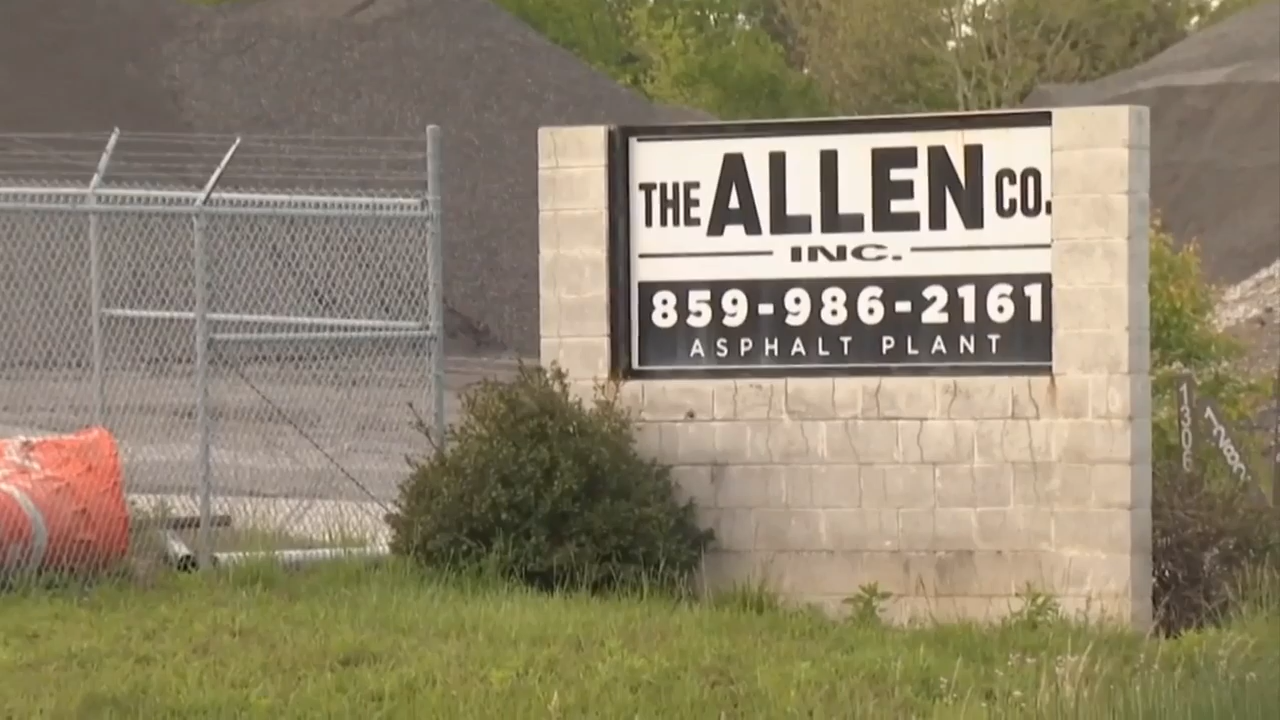 THE ALLEN CO.
INC.
859-986-2161
ASPHALT PLANT
1306